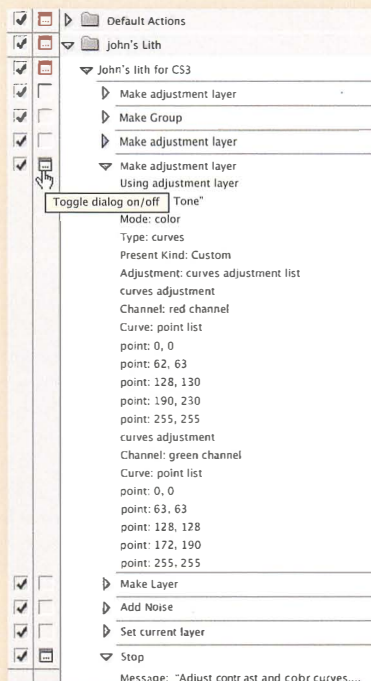 Default Actions
john's Lith
John's lith for CS3
Make adjustment layer
Make Group
Make adjustment layer
Make adjustment layer
Using adjustment layer
Toggle dialog on/off Tone"
Mode: color
Type: curves
Present Kind: Custom
Adjustment: curves adjustment list
curves adjustment
Channel: red channel
Curve: point list
point: 0, 0
point: 62, 63
point: 128, 130
point: 190, 230
point: 255, 255
curves adjustment
Channel: green channel
Curve: point list
point: 0, 0
point: 63, 63
point: 128, 128
point: 172, 190
point: 255, 255
Make Layer
Add Noise
Set current layer
Stop
Message: "Adjust contrast and color curves....